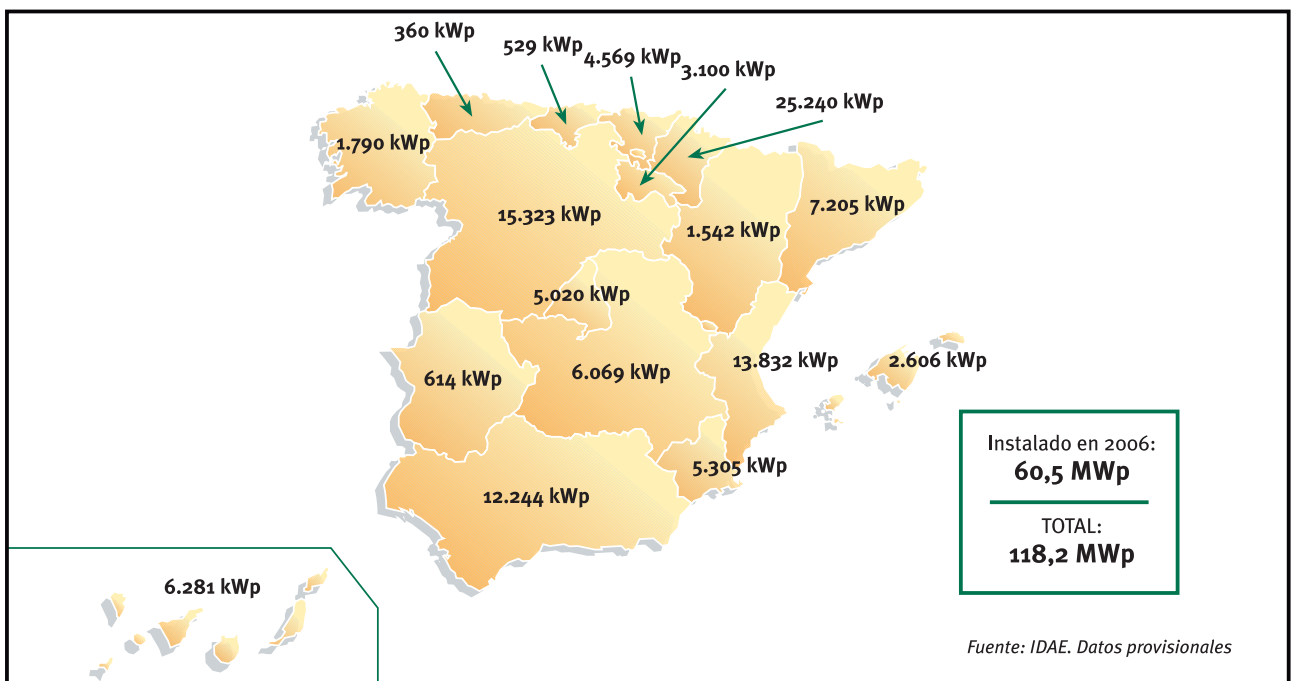 360 kWp
529 kWp
4.569 kWp
3.100 kWp
25.240 kWp
1.790 kWp
15.323 kWp
1.542 kWp
7.205 kWp
5.020 kWp
614 kWp
6.069 kWp
13.832 kWp
2.606 kWp
5.305 kWp
12.244 kWp
6.281 kWp
Instalado en 2006:
60,5 MWp
TOTAL:
118,2 MWp
Fuente: IDAE. Datos provisionales